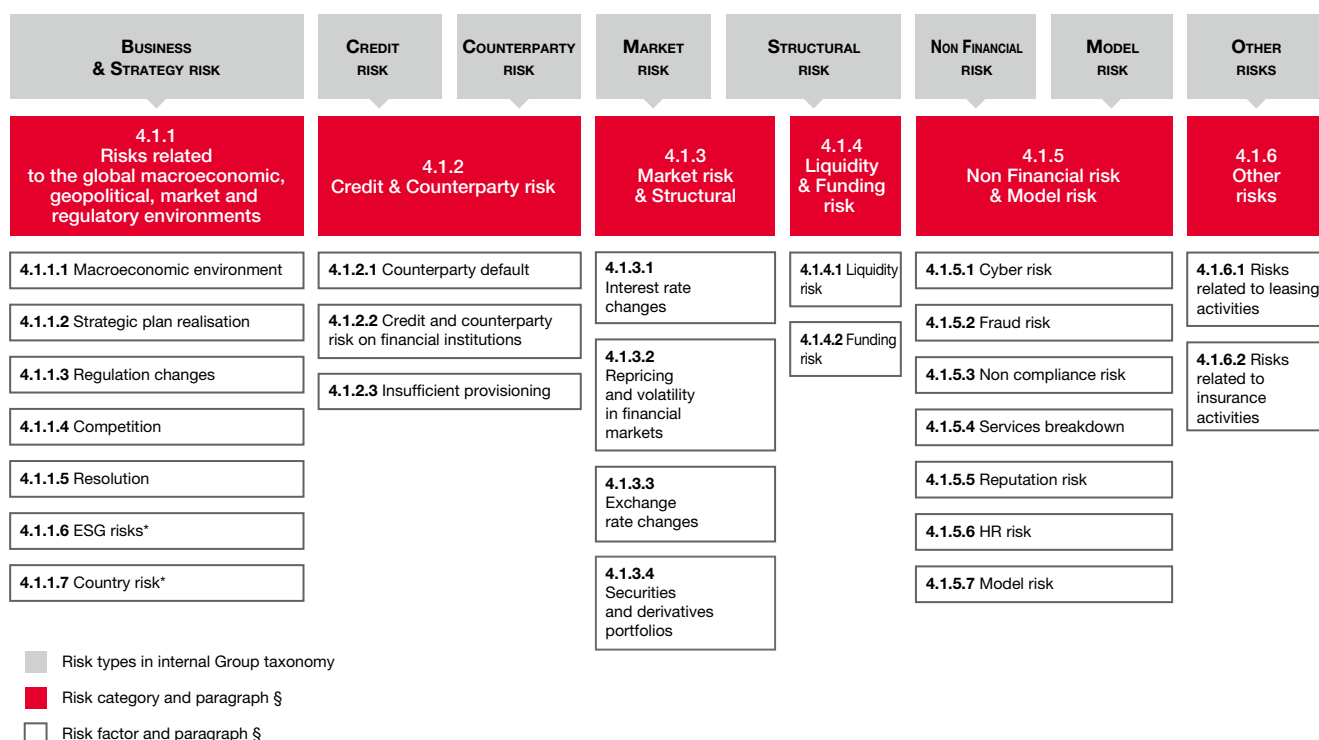 BUSINESS
& STRATEGY RISK
CREDIT
RISK
COUNTERPARTY
RISK
MARKET
RISK
STRUCTURAL
RISK
NON FINANCIAL
RISK
MODEL
RISK
OTHER
RISKS
4.1.1
Risks related
to the global macroeconomic,
geopolitical, market and
regulatory environments
4.1.2
Credit & Counterparty risk
4.1.3
Market risk
& Structural
4.1.4
Liquidity
& Funding
risk
4.1.5
Non Financial risk
& Model risk
4.1.6
Other
risks
4.1.1.1 Macroeconomic environment
4.1.1.2 Strategic plan realisation
4.1.1.3 Regulation changes
4.1.1.4 Competition
4.1.1.5 Resolution
4.1.1.6 ESG risks*
4.1.1.7 Country risk*
4.1.2.1 Counterparty default
4.1.2.2 Credit and counterparty
risk on financial institutions
4.1.2.3 Insufficient provisioning
4.1.3.1
Interest rate
changes
4.1.3.2
Repricing
and volatility
in financial
markets
4.1.3.3
Exchange
rate changes
4.1.3.4
Securities
and derivatives
portfolios
4.1.4.1 Liquidity
risk
4.1.4.2 Funding
risk
4.1.5.1 Cyber risk
4.1.5.2 Fraud risk
4.1.5.3 Non compliance risk
4.1.5.4 Services breakdown
4.1.5.5 Reputation risk
4.1.5.6 HR risk
4.1.5.7 Model risk
4.1.6.1 Risks
related to leasing
activities
4.1.6.2 Risks
related to
insurance
activities
Risk types in internal Group taxonomy
Risk category and paragraph §
Risk factor and paragraph §